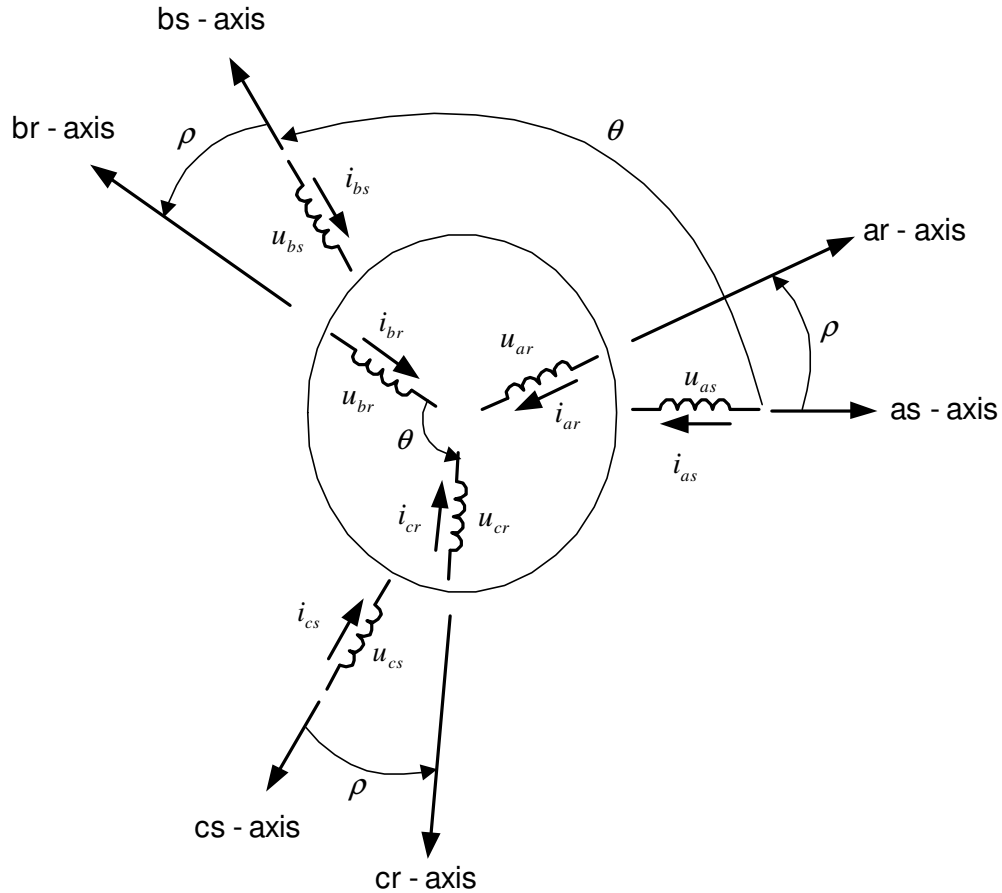 bs - axis
br - axis
ρ
θ
i_bs
u_bs
ar - axis
i_br
u_ar
ρ
u_br
u_as
i_ar
as - axis
θ
i_as
i_cr
u_cr
i_cs
u_cs
ρ
cs - axis
cr - axis